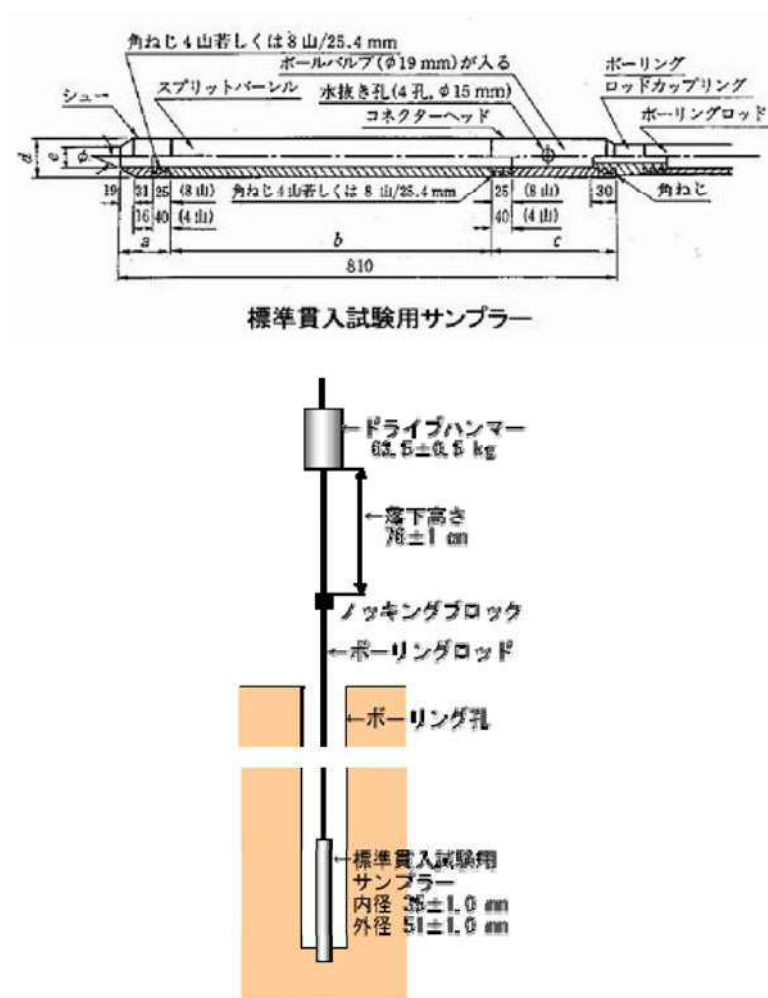 角ねじ4山若しくは8山/25.4 mm
ボールバルブ(φ19 mm)が入る
ボーリング
ロッドカップリング
シュー
スプリットバーレル
水抜き孔(4孔, φ15 mm)
コネクターヘッド
ボーリングロッド
d
e
φ
19
31
25
(8山)
角ねじ4山若しくは 8 山/25.4 mm
25
(8山)
30
角ねじ
16
40
(4山)
40
(4山)
a
b
c
810
標準貫入試験用サンプラー
←ドライブハンマー
63.5±0.5 kg
←落下高さ
76±1 cm
ノッキングブロック
←ボーリングロッド
←ボーリング孔
←標準貫入試験用
サンプラー
内径 35±1.0 mm
外径 51±1.0 mm